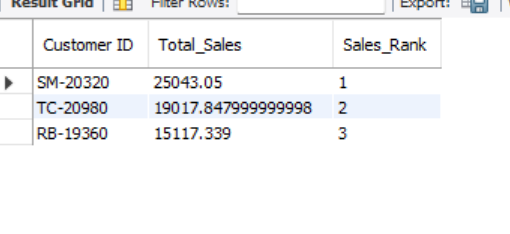 Result Grid Filter Rows: Export:
Customer ID Total_Sales Sales_Rank
SM-20320 25043.05 1
TC-20980 19017.847999999998 2
RB-19360 15117.339 3